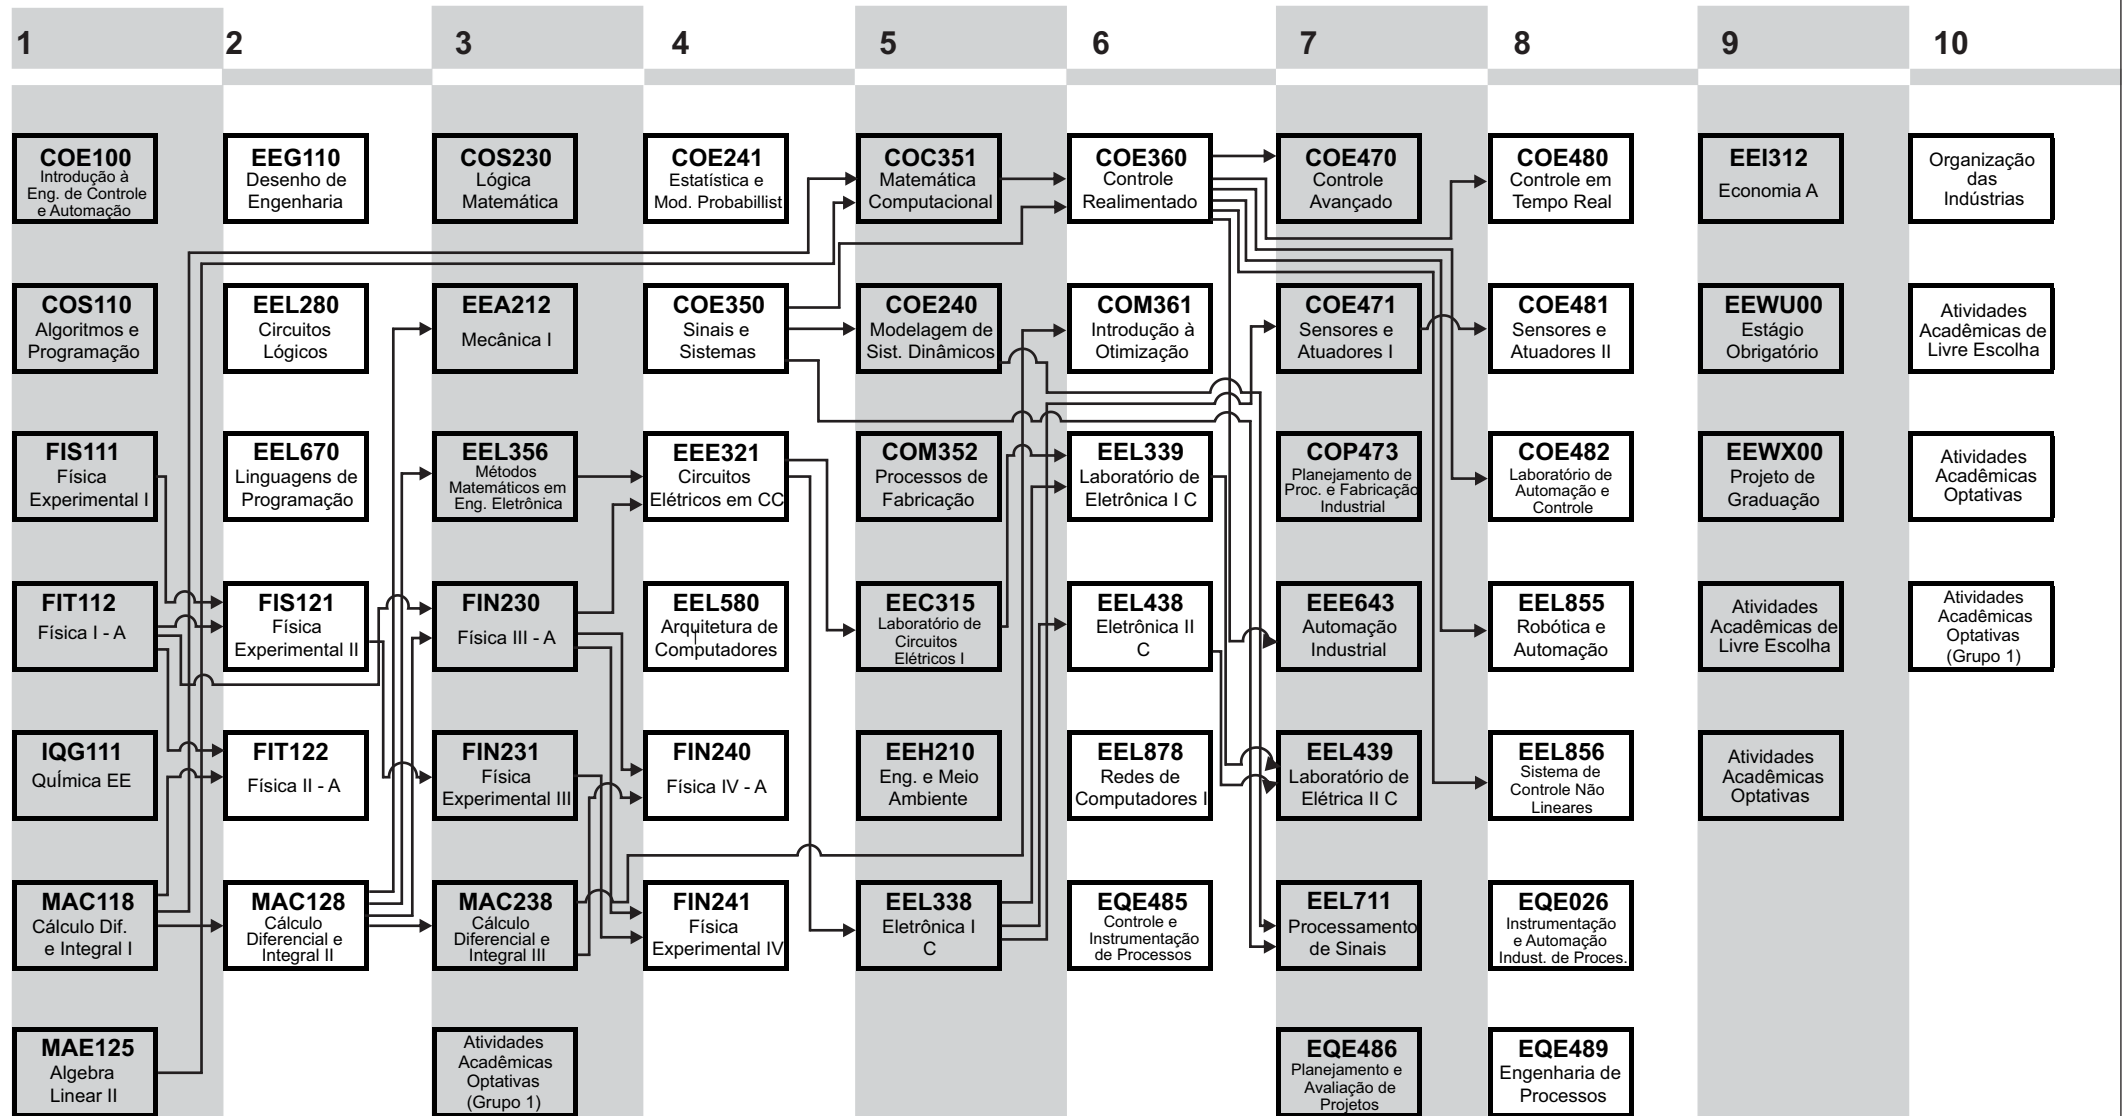 1
2
3
4
5
6
7
8
9
10
COE100
Introdução à
Eng. de Controle
e Automação
COS110
Algoritmos e
Programação
FIS111
Física
Experimental I
FIT112
Física I - A
IQG111
QuÍmica EE
MAC118
Cálculo Dif.
e Integral I
MAE125
Algebra
Linear II
EEG110
Desenho de
Engenharia
EEL280
Circuitos
Lógicos
EEL670
Linguagens de
Programação
FIS121
Física
Experimental II
FIT122
Física II - A
MAC128
Cálculo
Diferencial e
Integral II
COS230
Lógica
Matemática
EEA212
Mecânica I
EEL356
Métodos
Matemáticos em
Eng. Eletrônica
FIN230
Física III - A
FIN231
Física
Experimental III
MAC238
Cálculo
Diferencial e
Integral III
Atividades
Acadêmicas
Optativas
(Grupo 1)
COE241
Estatística e
Mod. Probabillist
COE350
Sinais e
Sistemas
EEE321
Circuitos
Elétricos em CC
EEL580
Arquitetura de
Computadores
FIN240
Física IV - A
FIN241
Física
Experimental IV
COC351
Matemática
Computacional
COE240
Modelagem de
Sist. Dinâmicos
COM352
Processos de
Fabricação
EEC315
Laboratório de
Circuitos
Elétricos I
EEH210
Eng. e Meio
Ambiente
EEL338
Eletrônica I
C
COE360
Controle
Realimentado
COM361
Introdução à
Otimização
EEL339
Laboratório de
Eletrônica I C
EEL438
Eletrônica II
C
EEL878
Redes de
Computadores I
EQE485
Controle e
Instrumentação
de Processos
COE470
Controle
Avançado
COE471
Sensores e
Atuadores I
COP473
Planejamento de
Proc. e Fabricação
Industrial
EEE643
Automação
Industrial
EEL439
Laboratório de
Elétrica II C
EEL711
Processamento
de Sinais
EQE486
Planejamento e
Avaliação de
Projetos
COE480
Controle em
Tempo Real
COE481
Sensores e
Atuadores II
COE482
Laboratório de
Automação e
Controle
EEL855
Robótica e
Automação
EEL856
Sistema de
Controle Não
Lineares
EQE026
Instrumentação
e Automação
Indust. de Proces.
EQE489
Engenharia de
Processos
EEI312
Economia A
EEWU00
Estágio
Obrigatório
EEWX00
Projeto de
Graduação
Atividades
Acadêmicas de
Livre Escolha
Atividades
Acadêmicas
Optativas
Organização
das
Indústrias
Atividades
Acadêmicas de
Livre Escolha
Atividades
Acadêmicas
Optativas
Atividades
Acadêmicas
Optativas
(Grupo 1)